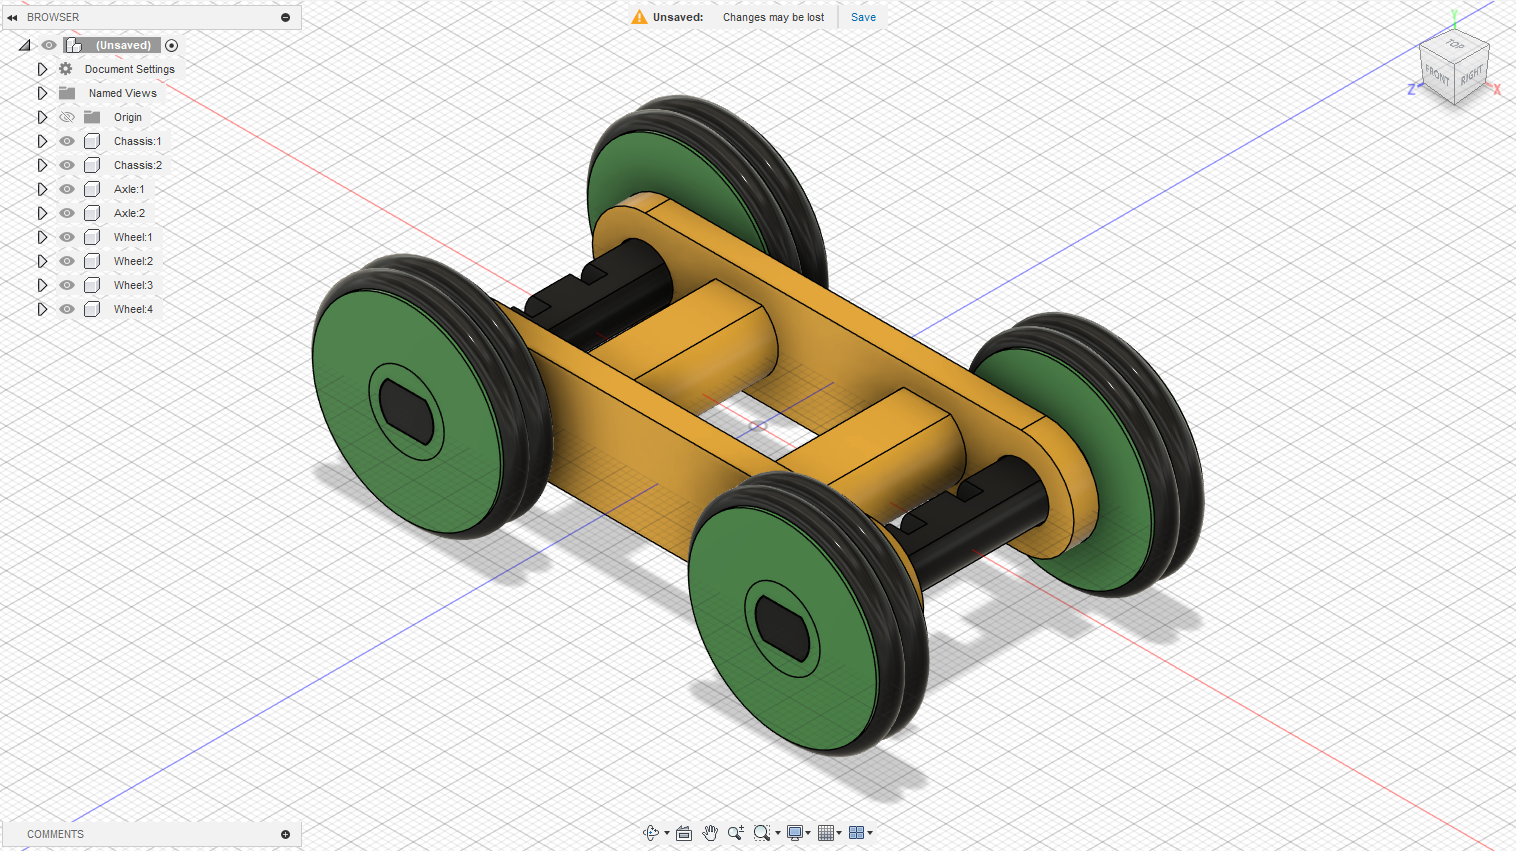 BROWSER
Unsaved: Changes may be lost Save
(Unsaved)
Document Settings
Named Views
Origin
Chassis:1
Chassis:2
Axle:1
Axle:2
Wheel:1
Wheel:2
Wheel:3
Wheel:4
Y
TOP
FRONT
RIGHT
Z
X
COMMENTS